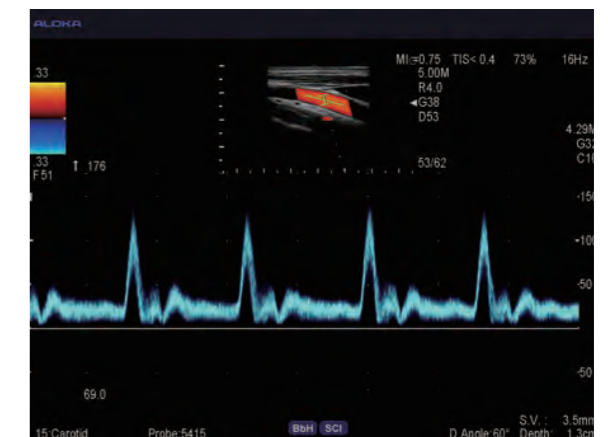 ALOKA
MI=0.75 TIS<0.4 73% 16Hz
5.00M
R4.0
G38
D53
53/62
.33
.33
F51
↑ 176
4.29M
-150
-100
-50
-50
69.0
15:Carotid Probe:5415 BbH SCI D.Angle:60°
S.V. : 3.5mm
Depth: 1.3cm